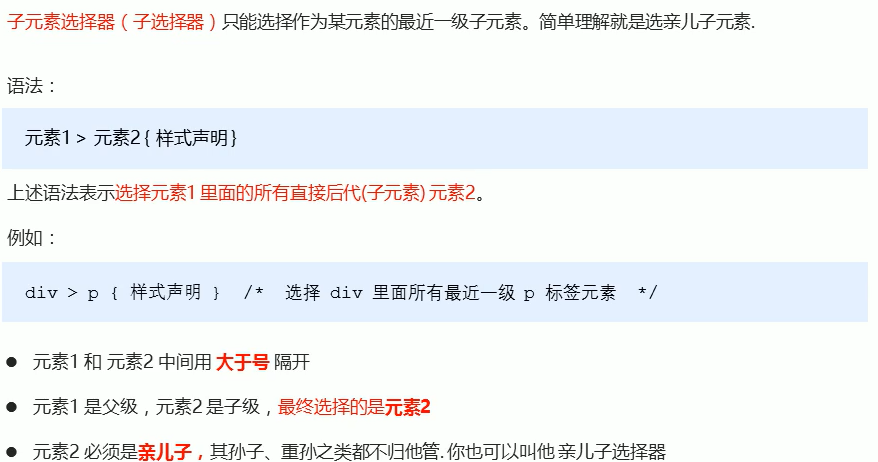 子元素选择器（子选择器）只能选择作为某元素的最近一级子元素。简单理解就是选亲儿子元素.
语法：
元素1 > 元素2 { 样式声明 }
上述语法表示选择元素1 里面的所有直接后代(子元素) 元素2。
例如：
div > p { 样式声明 } /* 选择 div 里面所有最近一级 p 标签元素 */
● 元素1 和 元素2 中间用 大于号 隔开
● 元素1 是父级，元素2 是子级，最终选择的是元素2
● 元素2 必须是亲儿子，其孙子、重孙之类都不归他管. 你也可以叫他 亲儿子选择器